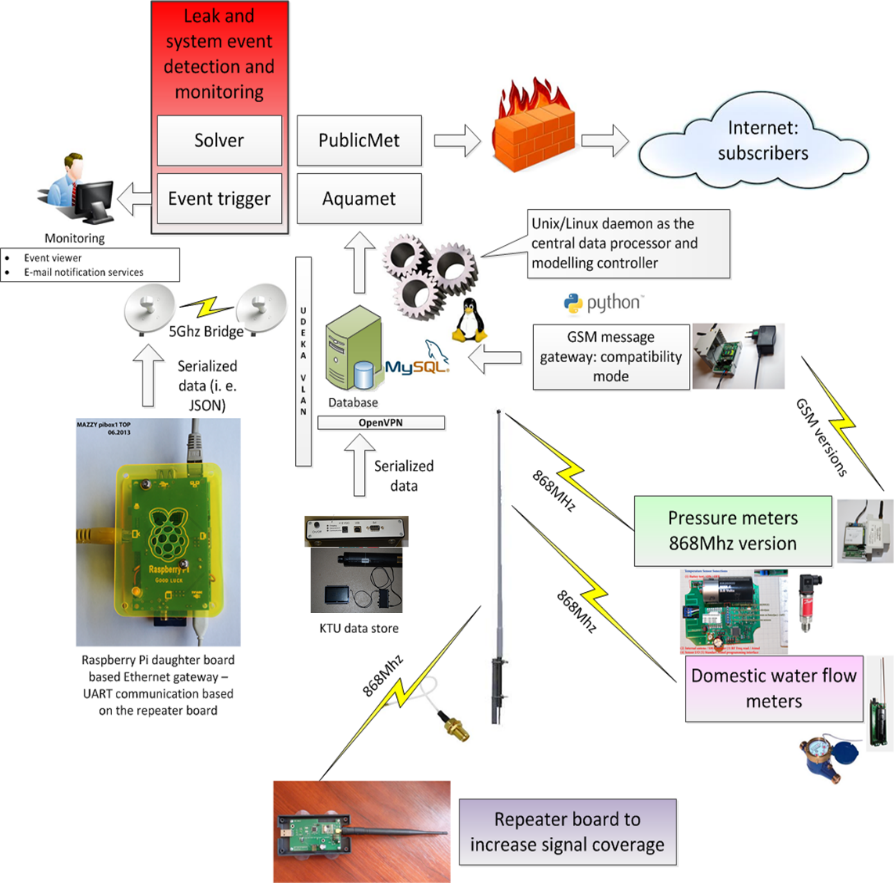 Leak and
system event
detection and
monitoring
Solver
PublicMet
Internet:
subscribers
Event trigger
Aquamet
Monitoring
• Event viewer
• E-mail notification services
Unix/Linux daemon as the
central data processor and
modelling controller
python™
5Ghz Bridge
UDEKA VLAN
MySQL®
Database
GSM message
gateway: compatibility
mode
Serialized
data (i. e.
JSON)
OpenVPN
GSM versions
MAZZY pibox1 TOP
06.2013
Serialized
data
868MHz
Pressure meters
868Mhz version
RaspberryPi
GOOD LUCK
KTU data store
868Mhz
Raspberry Pi daughter board
based Ethernet gateway –
UART communication based
on the repeater board
868Mhz
Domestic water flow
meters
Repeater board to
increase signal coverage